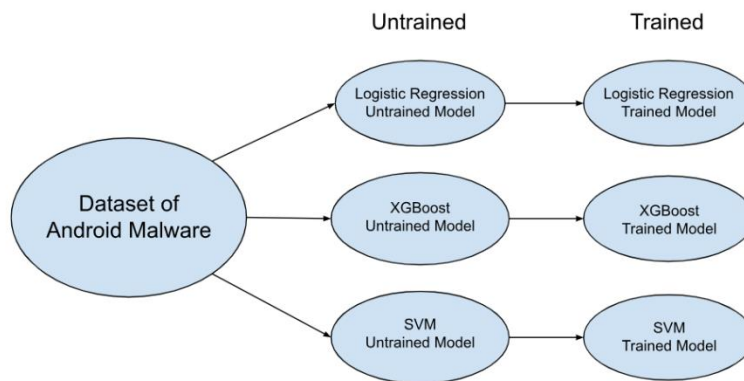 Untrained
Trained
Logistic Regression
Untrained Model
Logistic Regression
Trained Model
Dataset of
Android Malware
XGBoost
Untrained Model
XGBoost
Trained Model
SVM
Untrained Model
SVM
Trained Model